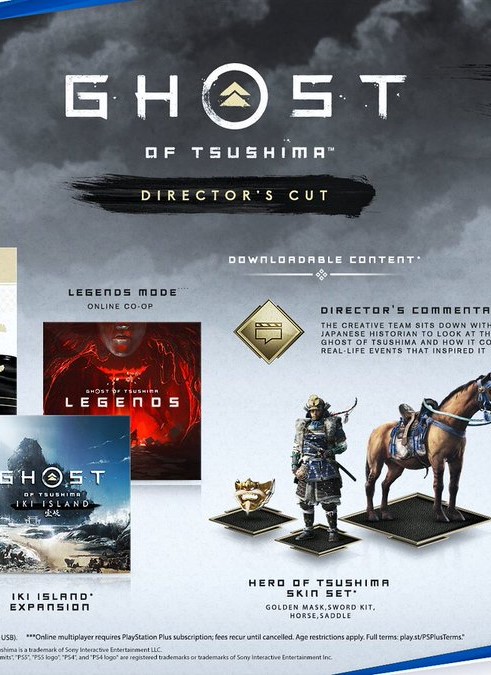 GHOST
OF TSUSHIMA™
DIRECTOR'S CUT
DOWNLOADABLE CONTENT*
LEGENDS MODE
ONLINE CO-OP
DIRECTOR'S COMMENTA
THE CREATIVE TEAM SITS DOWN WITH
JAPANESE HISTORIAN TO LOOK AT TH
GHOST OF TSUSHIMA AND HOW IT CO
REAL-LIFE EVENTS THAT INSPIRED IT
GHOST OF TSUSHIMA
LEGENDS
GHOST
OF TSUSHIMA
IKI ISLAND
IKI ISLAND*
EXPANSION
HERO OF TSUSHIMA
SKIN SET*
GOLDEN MASK,SWORD KIT,
HORSE,SADDLE
USB). ***Online multiplayer requires PlayStation Plus subscription; fees recur until cancelled. Age restrictions apply. Full terms: play.st/PSPlusTerms."
shima is a trademark of Sony Interactive Entertainment LLC.
mits", "PS5", "PS5 logo", "PS4", and "PS4 logo" are registered trademarks or trademarks of Sony Interactive Entertainment Inc.